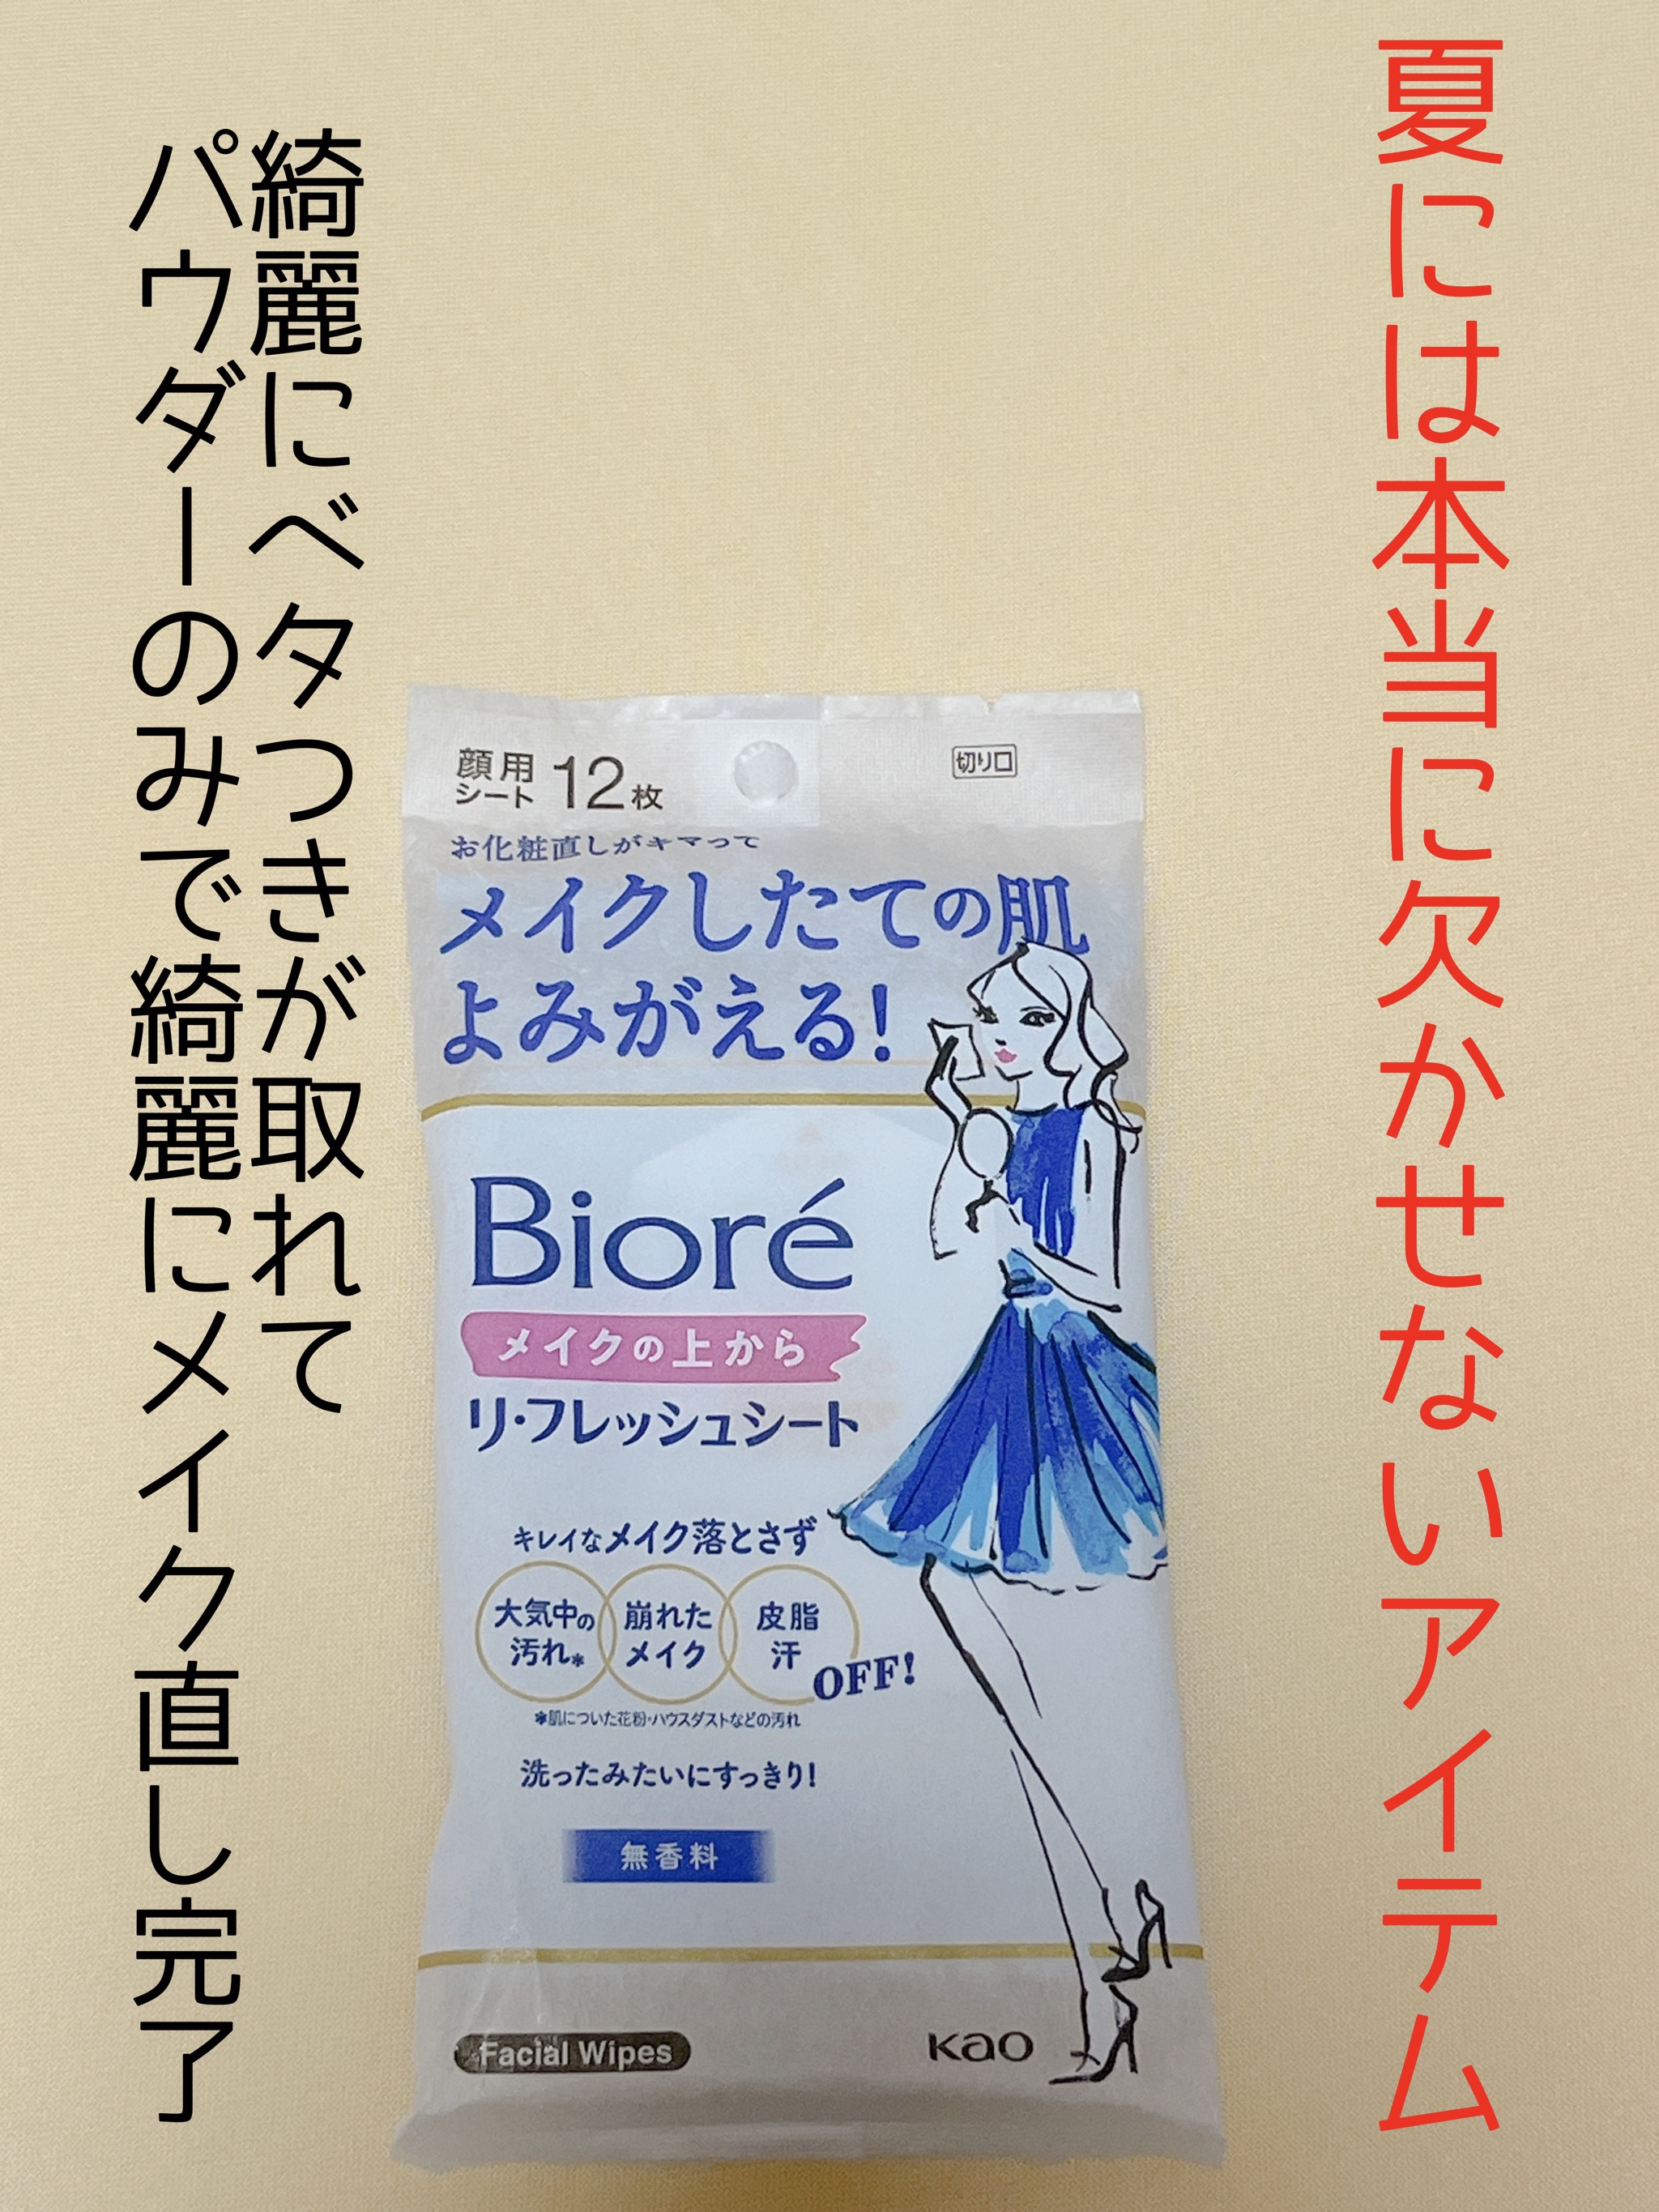 夏には本当に欠かせないアイテム
綺麗にベタつきが取れて
パウダーのみで綺麗にメイク直し完了
顔用
シート 12枚
切り口
お化粧直しがキマって
メイクしたての肌
よみがえる!
Bioré
メイクの上から
リ・フレッシュシート
キレイなメイク落とさず
大気中の
汚れ*
崩れた
メイク
皮脂
汗
OFF!
*肌についた花粉・ハウスダストなどの汚れ
洗ったみたいにすっきり!
無香料
Facial Wipes
Kao